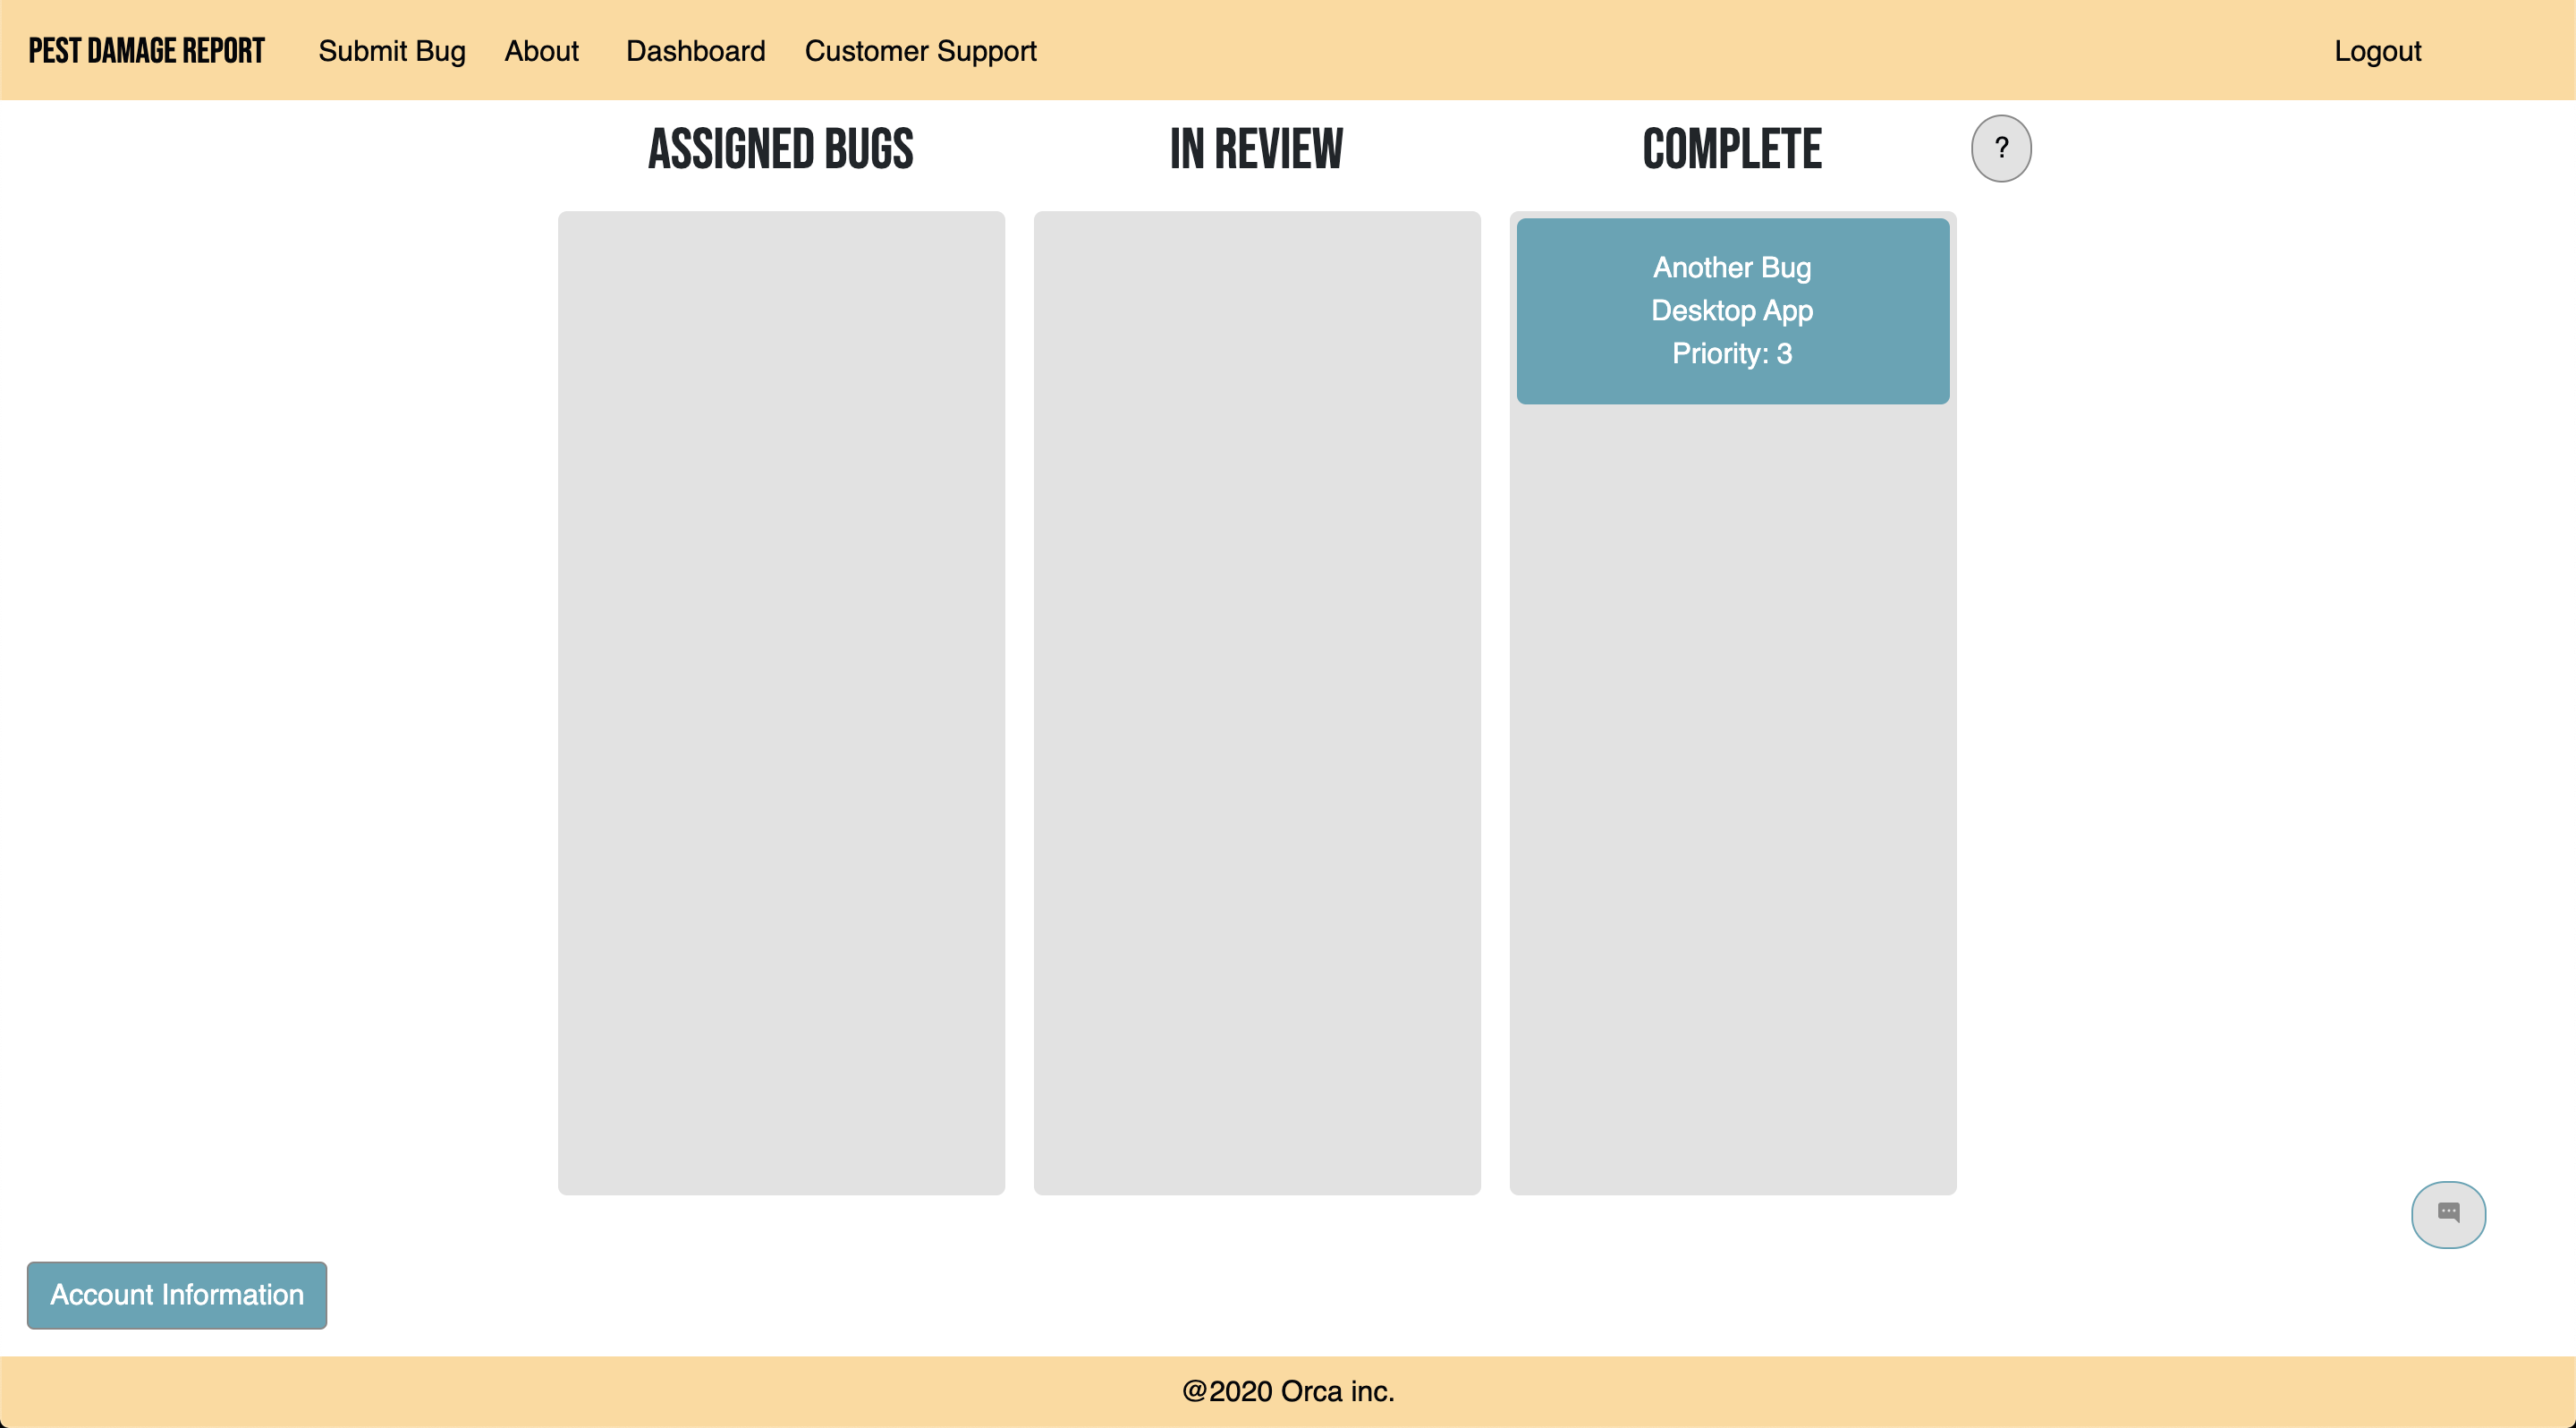 PEST DAMAGE REPORT Submit Bug About Dashboard Customer Support Logout
ASSIGNED BUGS IN REVIEW COMPLETE ?
Another Bug
Desktop App
Priority: 3
Account Information
@2020 Orca inc.